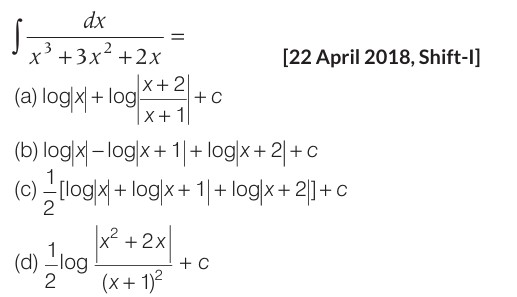 ∫ dx / (x³ + 3x² + 2x) =
[22 April 2018, Shift-I]
(a) log|x| + log|(x + 2)/(x + 1)| + c
(b) log|x| – log|x + 1| + log|x + 2| + c
(c) 1/2 [log|x| + log|x + 1| + log|x + 2|] + c
(d) 1/2 log |x² + 2x| / (x + 1)² + c